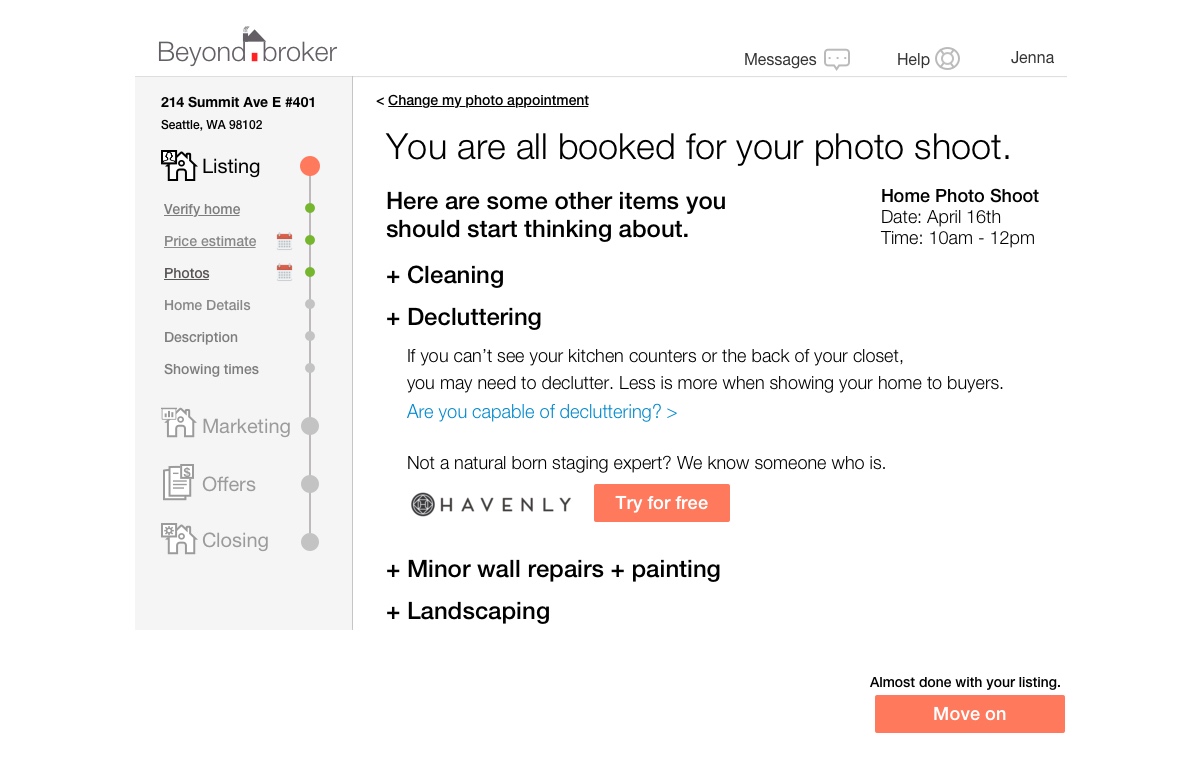 Beyond broker
Messages
Help
Jenna
214 Summit Ave E #401
Seattle, WA 98102
Listing
Verify home
Price estimate
Photos
Home Details
Description
Showing times
Marketing
Offers
Closing
< Change my photo appointment
You are all booked for your photo shoot.
Here are some other items you
should start thinking about.
Home Photo Shoot
Date: April 16th
Time: 10am - 12pm
+ Cleaning
+ Decluttering
If you can’t see your kitchen counters or the back of your closet,
you may need to declutter. Less is more when showing your home to buyers.
Are you capable of decluttering? >
Not a natural born staging expert? We know someone who is.
HAVENLY
Try for free
+ Minor wall repairs + painting
+ Landscaping
Almost done with your listing.
Move on